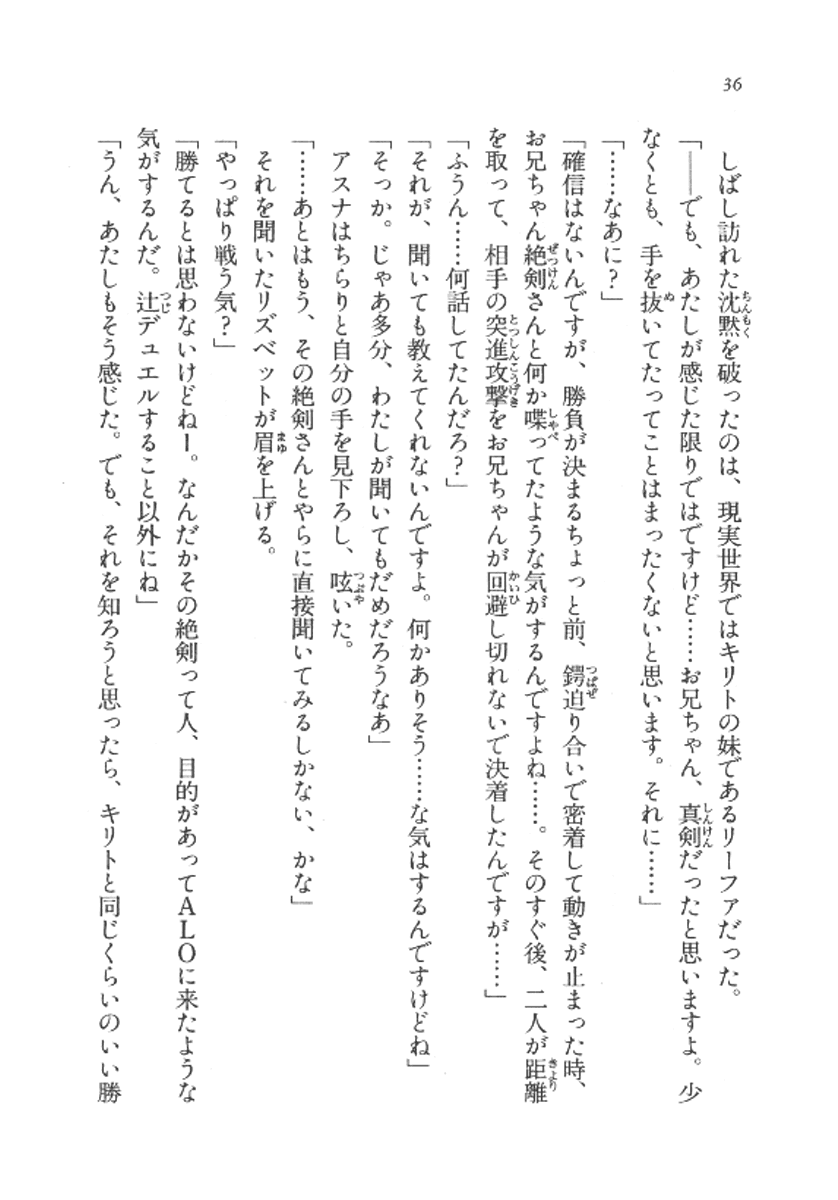 36
しばし訪れた沈黙を破ったのは、現実世界ではキリトの妹であるリーファだった。
「――でも、あたしが感じた限りではですけど……お兄ちゃん、真剣だったと思いますよ。少
なくとも、手を抜いてたってことはまったくないと思います。それに……」
「……なあに？」
「確信はないんですが、勝負が決まるちょっと前、鍔迫り合いで密着して動きが止まった時、
お兄ちゃん絶剣さんと何か喋ってたような気がするんですよね……。そのすぐ後、二人が距離
を取って、相手の突進攻撃をお兄ちゃんが回避し切れないで決着したんですが……」
「ふうん……何話してたんだろ？」
「それが、聞いても教えてくれないんですよ。何かありそう……な気はするんですけどね」
「そっか。じゃあ多分、わたしが聞いてもだめだろうなあ」
アスナはちらりと自分の手を見下ろし、呟いた。
「……あとはもう、その絶剣さんとやらに直接聞いてみるしかない、かな」
それを聞いたリズベットが眉を上げる。
「やっぱり戦う気？」
「勝てるとは思わないけどねー。なんだかその絶剣って人、目的があってＡＬＯに来たような
気がするんだ。辻デュエルすること以外にね」
「うん、あたしもそう感じた。でも、それを知ろうと思ったら、キリトと同じくらいのいい勝